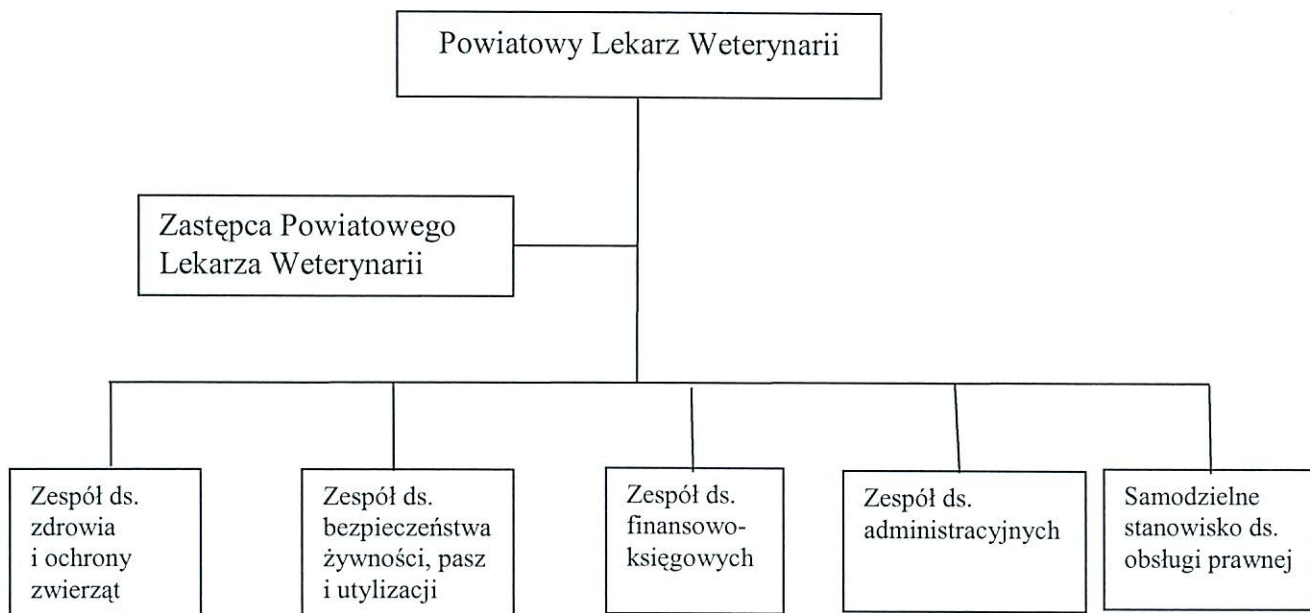 Powiatowy Lekarz Weterynarii
Zastępca Powiatowego
Lekarza Weterynarii
Zespół ds.
zdrowia
i ochrony
zwierząt
Zespół ds.
bezpieczeństwa
żywności, pasz
i utylizacji
Zespół ds.
finansowo-
księgowych
Zespół ds.
administracyjnych
Samodzielne
stanowisko ds.
obsługi prawnej